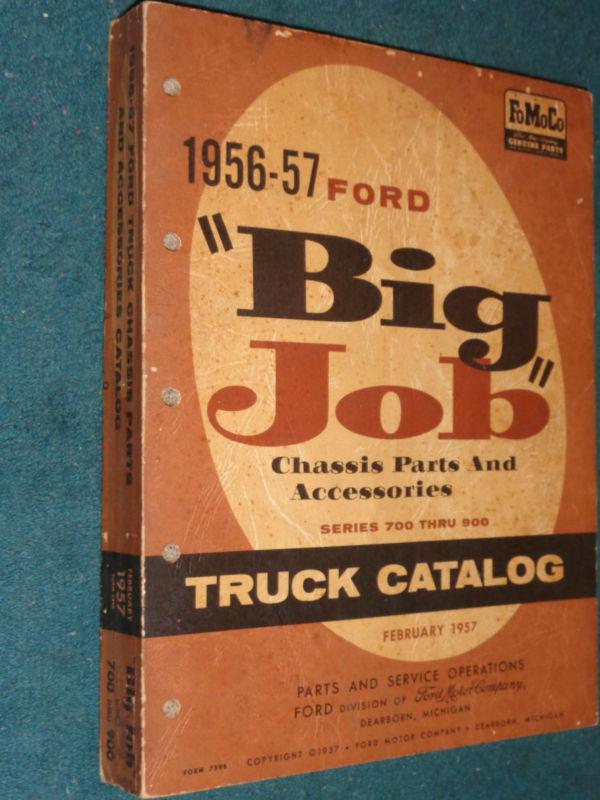 FoMoCo
GENUINE PARTS
1956-57 FORD
"Big
Job"
Chassis Parts And
Accessories
SERIES 700 THRU 900
TRUCK CATALOG
FEBRUARY 1957
PARTS AND SERVICE OPERATIONS
FORD DIVISION OF Ford Motor Company,
DEARBORN, MICHIGAN
FORM 7596 COPYRIGHT ©1957 • FORD MOTOR COMPANY • DEARBORN, MICHIGAN
1956-57 FORD TRUCK CHASSIS PARTS
AND ACCESSORIES CATALOG
FEBRUARY
1957
Big Job
700 THRU 900